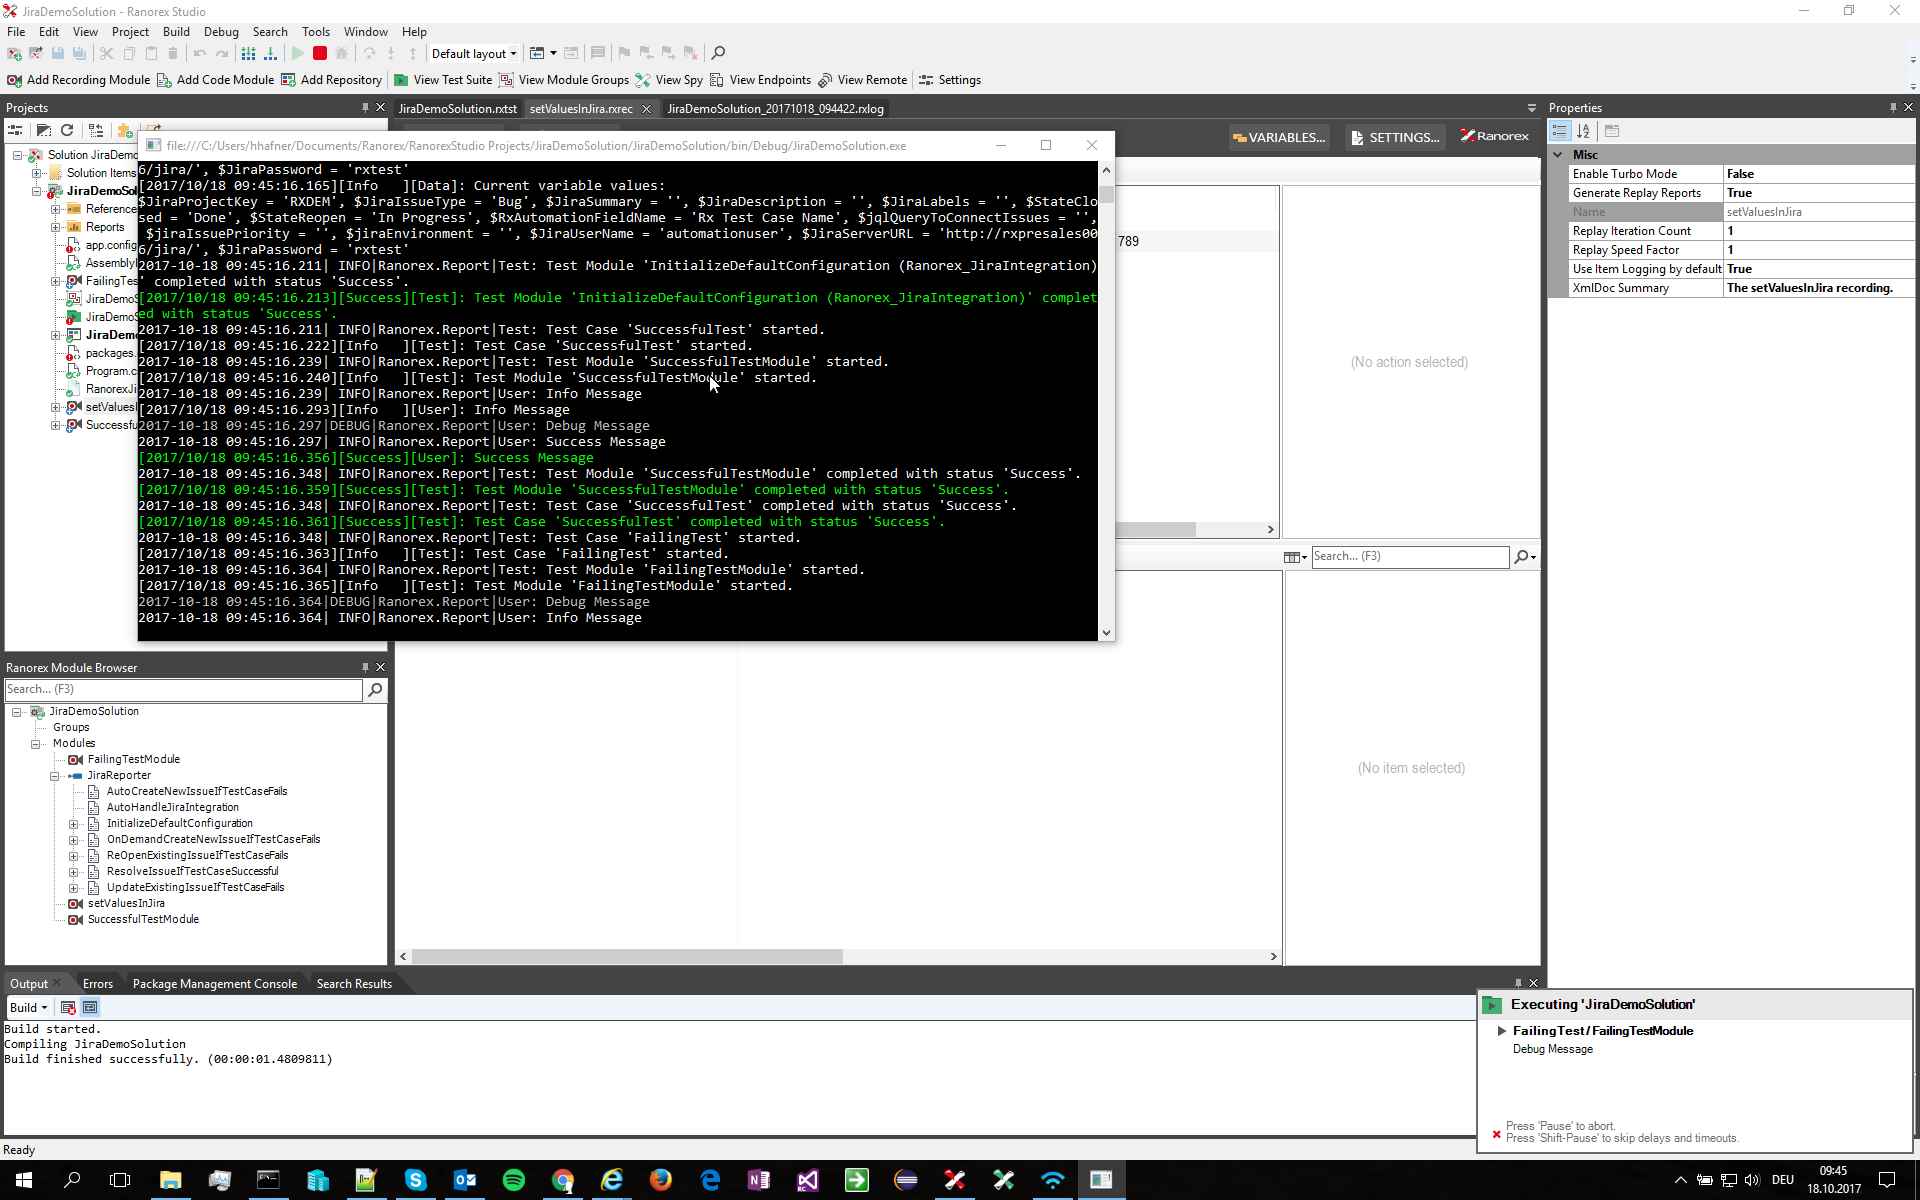 JiraDemoSolution - Ranorex Studio
File Edit View Project Build Debug Search Tools Window Help
Default layout
Add Recording Module Add Code Module Add Repository View Test Suite View Module Groups View Spy View Endpoints View Remote Settings
Projects
JiraDemoSolution.rxtst setValuesInJira.rxrec JiraDemoSolution_20171018_094422.rxlog
Properties
VARIABLES... SETTINGS... Ranorex
Solution JiraDemo
Solution Items
JiraDemoSol
Reference
Reports
app.config
Assembly
FailingTes
JiraDemoS
JiraDemoS
JiraDemo
packages.
Program.c
RanorexJi
setValuesI
Successfu
file:///C:/Users/hhafner/Documents/Ranorex/RanorexStudio Projects/JiraDemoSolution/JiraDemoSolution/bin/Debug/JiraDemoSolution.exe
6/jira/', $JiraPassword = 'rxtest'
[2017/10/18 09:45:16.165][Info   ][Data]: Current variable values:
$JiraProjectKey = 'RXDEM', $JiraIssueType = 'Bug', $JiraSummary = '', $JiraDescription = '', $JiraLabels = '', $StateClo
sed = 'Done', $StateReopen = 'In Progress', $RxAutomationFieldName = 'Rx Test Case Name', $jqlQueryToConnectIssues = '',
$jiraIssuePriority = '', $jiraEnvironment = '', $JiraUserName = 'automationuser', $JiraServerURL = 'http://rxpresales00
6/jira/', $JiraPassword = 'rxtest'
2017-10-18 09:45:16.211| INFO|Ranorex.Report|Test: Test Module 'InitializeDefaultConfiguration (Ranorex_JiraIntegration)
' completed with status 'Success'.
[2017/10/18 09:45:16.213][Success][Test]: Test Module 'InitializeDefaultConfiguration (Ranorex_JiraIntegration)' complet
ed with status 'Success'.
2017-10-18 09:45:16.211| INFO|Ranorex.Report|Test: Test Case 'SuccessfulTest' started.
[2017/10/18 09:45:16.222][Info   ][Test]: Test Case 'SuccessfulTest' started.
2017-10-18 09:45:16.239| INFO|Ranorex.Report|Test: Test Module 'SuccessfulTestModule' started.
[2017/10/18 09:45:16.240][Info   ][Test]: Test Module 'SuccessfulTestModule' started.
2017-10-18 09:45:16.239| INFO|Ranorex.Report|User: Info Message
[2017/10/18 09:45:16.293][Info   ][User]: Info Message
2017-10-18 09:45:16.297|DEBUG|Ranorex.Report|User: Debug Message
2017-10-18 09:45:16.297| INFO|Ranorex.Report|User: Success Message
[2017/10/18 09:45:16.356][Success][User]: Success Message
2017-10-18 09:45:16.348| INFO|Ranorex.Report|Test: Test Module 'SuccessfulTestModule' completed with status 'Success'.
[2017/10/18 09:45:16.359][Success][Test]: Test Module 'SuccessfulTestModule' completed with status 'Success'.
2017-10-18 09:45:16.348| INFO|Ranorex.Report|Test: Test Case 'SuccessfulTest' completed with status 'Success'.
[2017/10/18 09:45:16.361][Success][Test]: Test Case 'SuccessfulTest' completed with status 'Success'.
2017-10-18 09:45:16.348| INFO|Ranorex.Report|Test: Test Case 'FailingTest' started.
[2017/10/18 09:45:16.363][Info   ][Test]: Test Case 'FailingTest' started.
2017-10-18 09:45:16.364| INFO|Ranorex.Report|Test: Test Module 'FailingTestModule' started.
[2017/10/18 09:45:16.365][Info   ][Test]: Test Module 'FailingTestModule' started.
2017-10-18 09:45:16.364|DEBUG|Ranorex.Report|User: Debug Message
2017-10-18 09:45:16.364| INFO|Ranorex.Report|User: Info Message
789
(No action selected)
Search... (F3)
(No item selected)
Misc
Enable Turbo Mode False
Generate Replay Reports True
Name setValuesInJira
Replay Iteration Count 1
Replay Speed Factor 1
Use Item Logging by default True
XmlDoc Summary The setValuesInJira recording.
Ranorex Module Browser
Search... (F3)
JiraDemoSolution
Groups
Modules
FailingTestModule
JiraReporter
AutoCreateNewIssueIfTestCaseFails
AutoHandleJiraIntegration
InitializeDefaultConfiguration
OnDemandCreateNewIssueIfTestCaseFails
ReOpenExistingIssueIfTestCaseFails
ResolveIssueIfTestCaseSuccessful
UpdateExistingIssueIfTestCaseFails
setValuesInJira
SuccessfulTestModule
Output Errors Package Management Console Search Results
Build
Build started.
Compiling JiraDemoSolution
Build finished successfully. (00:00:01.4809811)
Executing 'JiraDemoSolution'
FailingTest/FailingTestModule
Debug Message
Press 'Pause' to abort.
Press 'Shift-Pause' to skip delays and timeouts.
Ready
DEU
09:45
18.10.2017